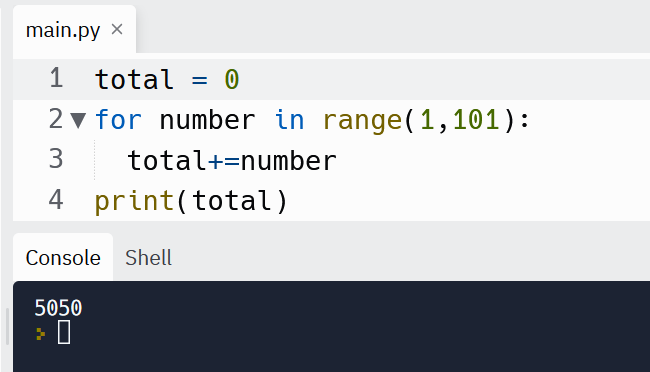 main.py ×
1 total = 0
2 ▼ for number in range(1,101):
3   total+=number
4 print(total)
Console Shell
5050
>